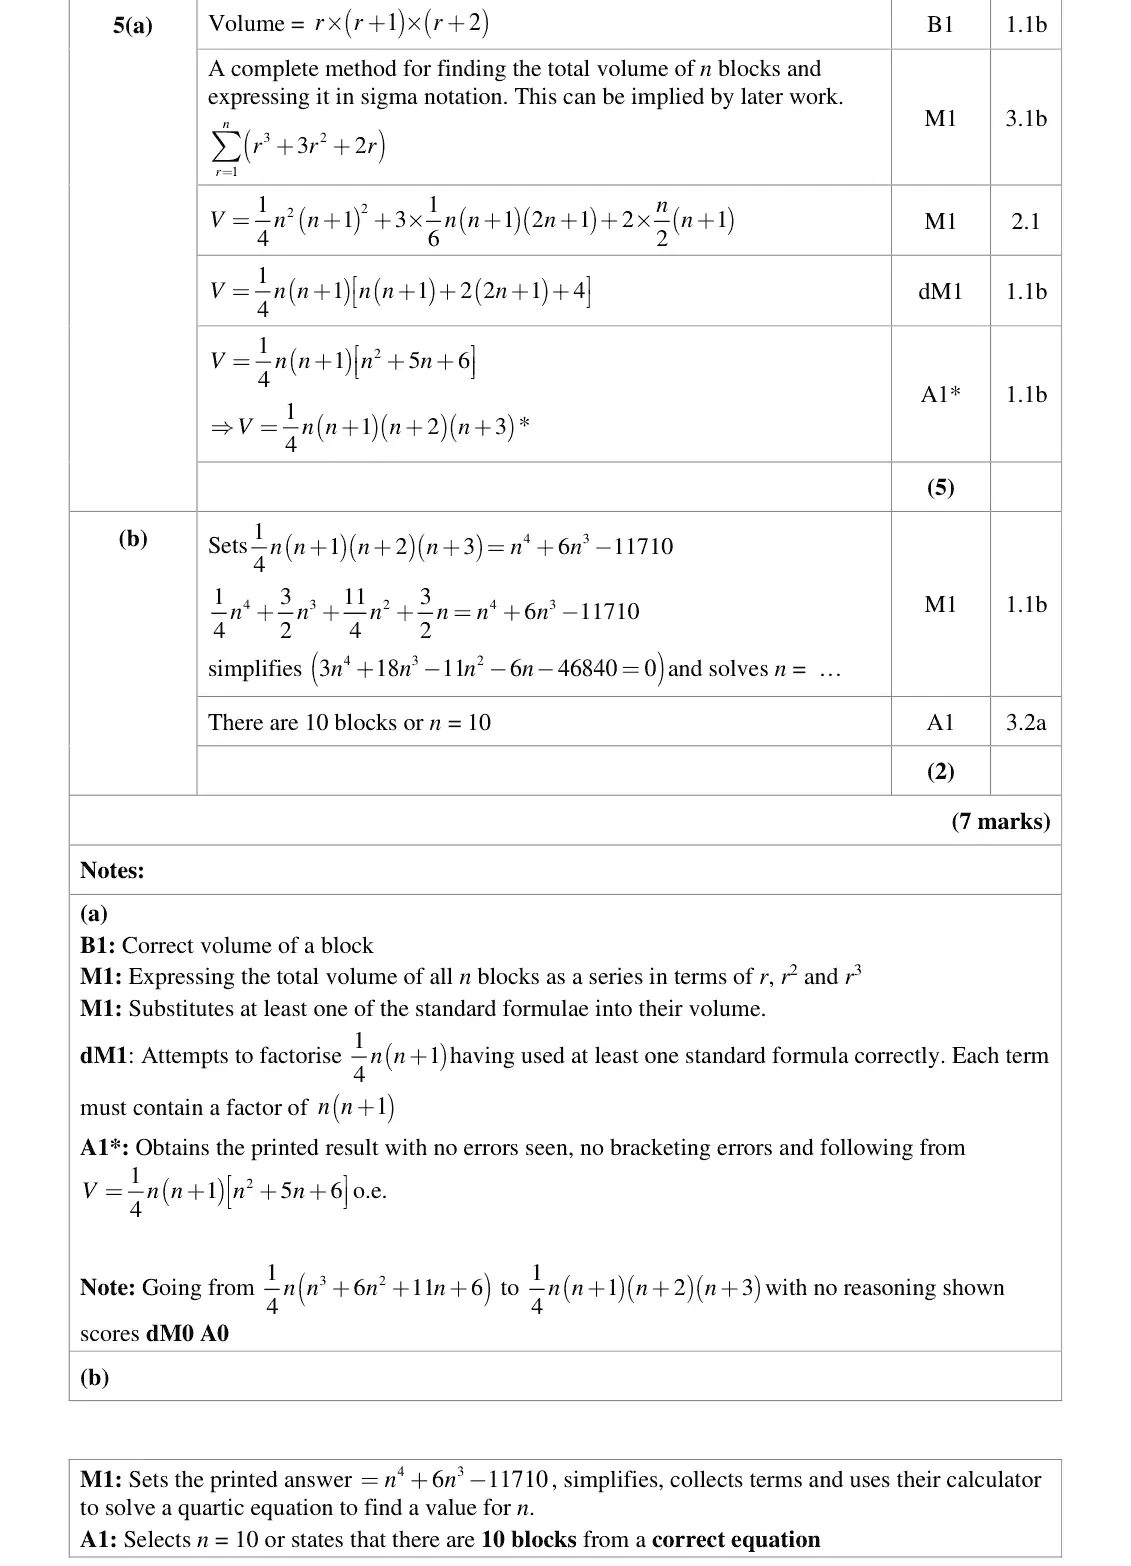 5(a) Volume = r×(r+1)×(r+2) B1 1.1b
A complete method for finding the total volume of n blocks and
expressing it in sigma notation. This can be implied by later work.
M1 3.1b
n
∑(r³+3r²+2r)
r=1
V = 1/4 n²(n+1)² + 3× 1/6 n(n+1)(2n+1) + 2× n/2 (n+1) M1 2.1
V = 1/4 n(n+1)[n(n+1)+2(2n+1)+4] dM1 1.1b
V = 1/4 n(n+1)[n²+5n+6]
A1* 1.1b
⇒V = 1/4 n(n+1)(n+2)(n+3)*
(5)
(b) Sets 1/4 n(n+1)(n+2)(n+3) = n⁴+6n³−11710
1/4 n⁴ + 3/2 n³ + 11/4 n² + 3/2 n = n⁴+6n³−11710 M1 1.1b
simplifies (3n⁴+18n³−11n²−6n−46840=0) and solves n = …
There are 10 blocks or n = 10 A1 3.2a
(2)
(7 marks)
Notes:
(a)
B1: Correct volume of a block
M1: Expressing the total volume of all n blocks as a series in terms of r, r² and r³
M1: Substitutes at least one of the standard formulae into their volume.
dM1: Attempts to factorise 1/4 n(n+1) having used at least one standard formula correctly. Each term
must contain a factor of n(n+1)
A1*: Obtains the printed result with no errors seen, no bracketing errors and following from
V = 1/4 n(n+1)[n²+5n+6] o.e.
Note: Going from 1/4 n(n³+6n²+11n+6) to 1/4 n(n+1)(n+2)(n+3) with no reasoning shown
scores dM0 A0
(b)
M1: Sets the printed answer = n⁴+6n³−11710, simplifies, collects terms and uses their calculator
to solve a quartic equation to find a value for n.
A1: Selects n = 10 or states that there are 10 blocks from a correct equation